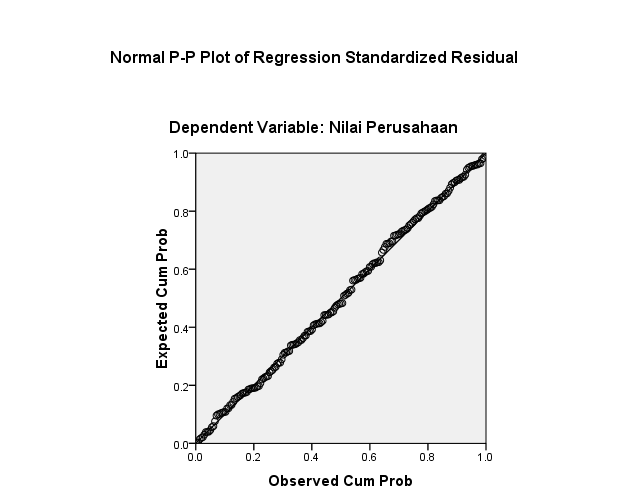 Normal P-P Plot of Regression Standardized Residual
Dependent Variable: Nilai Perusahaan
Expected Cum Prob
1.0
0.8
0.6
0.4
0.2
0.0
0.0 0.2 0.4 0.6 0.8 1.0
Observed Cum Prob